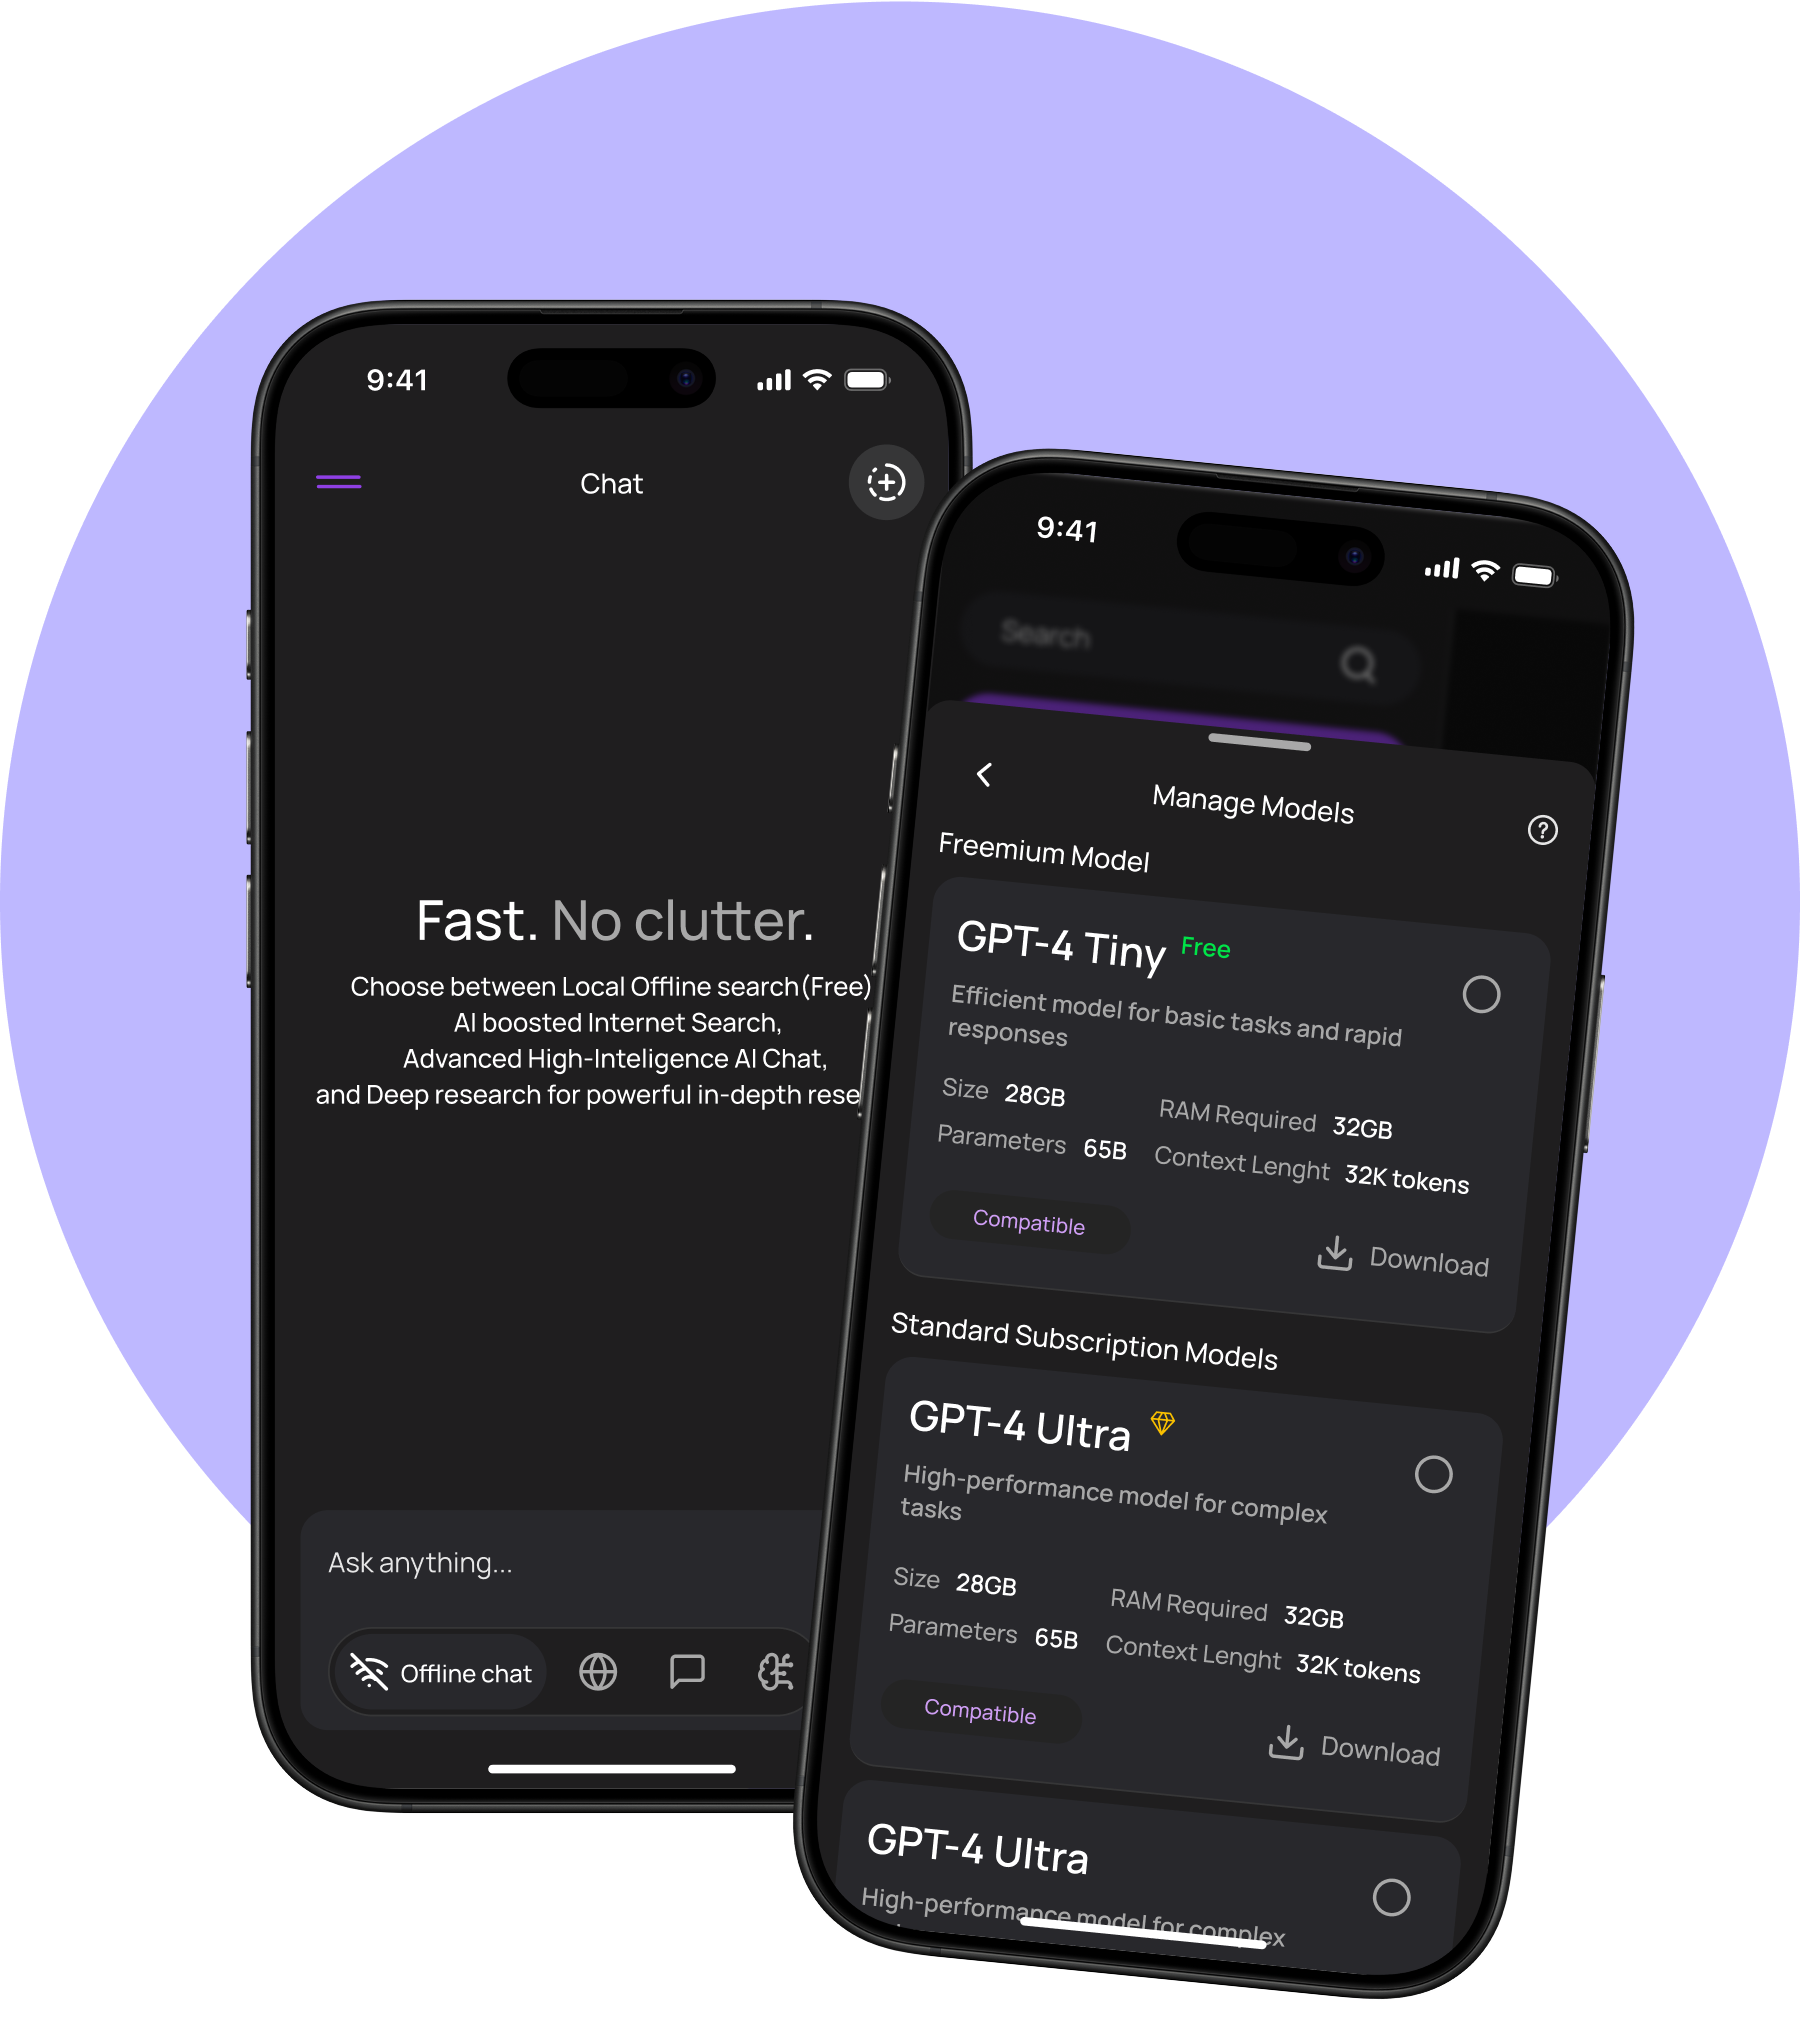 9:41
Chat
Fast. No clutter.
Choose between Local Offline search(Free)
AI boosted Internet Search,
Advanced High-Inteligence AI Chat,
and Deep research for powerful in-depth rese
Ask anything...
Offline chat
9:41
Search
Manage Models
Freemium Model
GPT-4 Tiny Free
Efficient model for basic tasks and rapid
responses
Size 28GB RAM Required 32GB
Parameters 65B Context Lenght 32K tokens
Compatible
Download
Standard Subscription Models
GPT-4 Ultra
High-performance model for complex
tasks
Size 28GB RAM Required 32GB
Parameters 65B Context Lenght 32K tokens
Compatible
Download
GPT-4 Ultra
High-performance model for complex